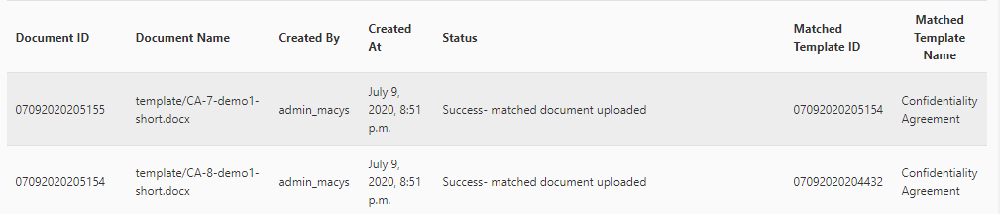 Document ID Document Name Created By Created At Status Matched Template ID Matched Template Name
07092020205155 template/CA-7-demo1-short.docx admin_macys July 9, 2020, 8:51 p.m. Success- matched document uploaded 07092020205154 Confidentiality Agreement
07092020205154 template/CA-8-demo1-short.docx admin_macys July 9, 2020, 8:51 p.m. Success- matched document uploaded 07092020204432 Confidentiality Agreement